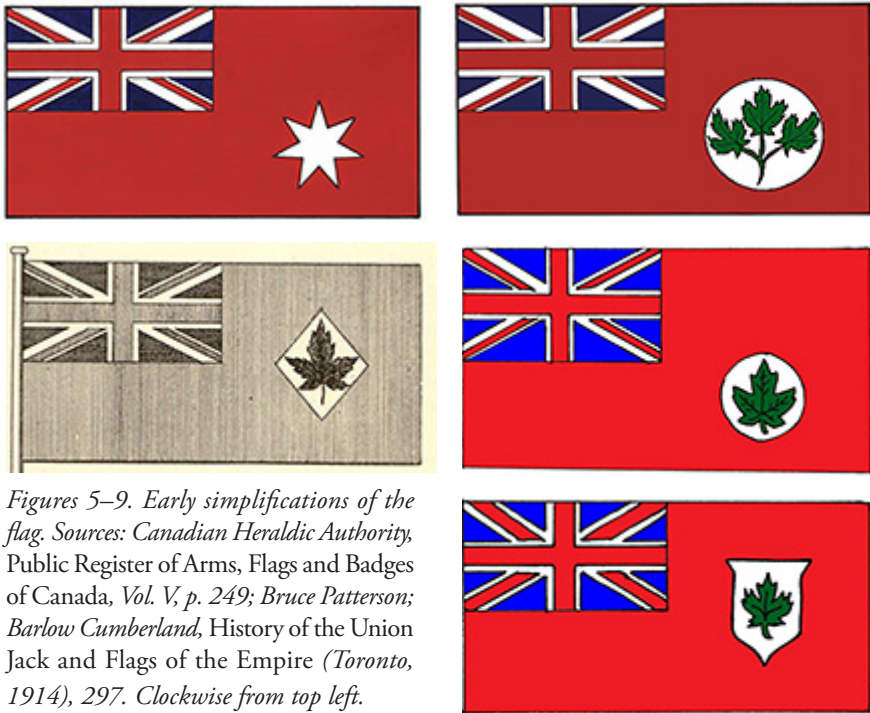 Figures 5–9. Early simplifications of the
flag. Sources: Canadian Heraldic Authority,
Public Register of Arms, Flags and Badges
of Canada, Vol. V, p. 249; Bruce Patterson;
Barlow Cumberland, History of the Union
Jack and Flags of the Empire (Toronto,
1914), 297. Clockwise from top left.